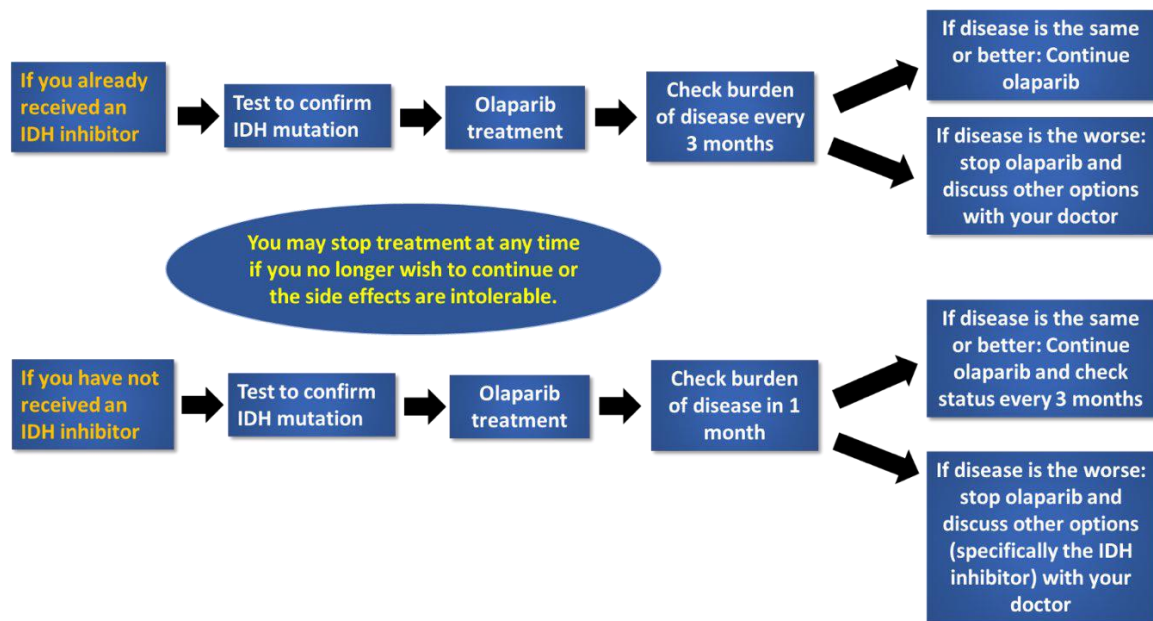 If you already
received an
IDH inhibitor
Test to confirm
IDH mutation
Olaparib
treatment
Check burden
of disease every
3 months
If disease is the same
or better: Continue
olaparib
If disease is the worse:
stop olaparib and
discuss other options
with your doctor
You may stop treatment at any time
if you no longer wish to continue or
the side effects are intolerable.
If you have not
received an
IDH inhibitor
Test to confirm
IDH mutation
Olaparib
treatment
Check burden
of disease in 1
month
If disease is the same
or better: Continue
olaparib and check
status every 3 months
If disease is the worse:
stop olaparib and
discuss other options
(specifically the IDH
inhibitor) with your
doctor